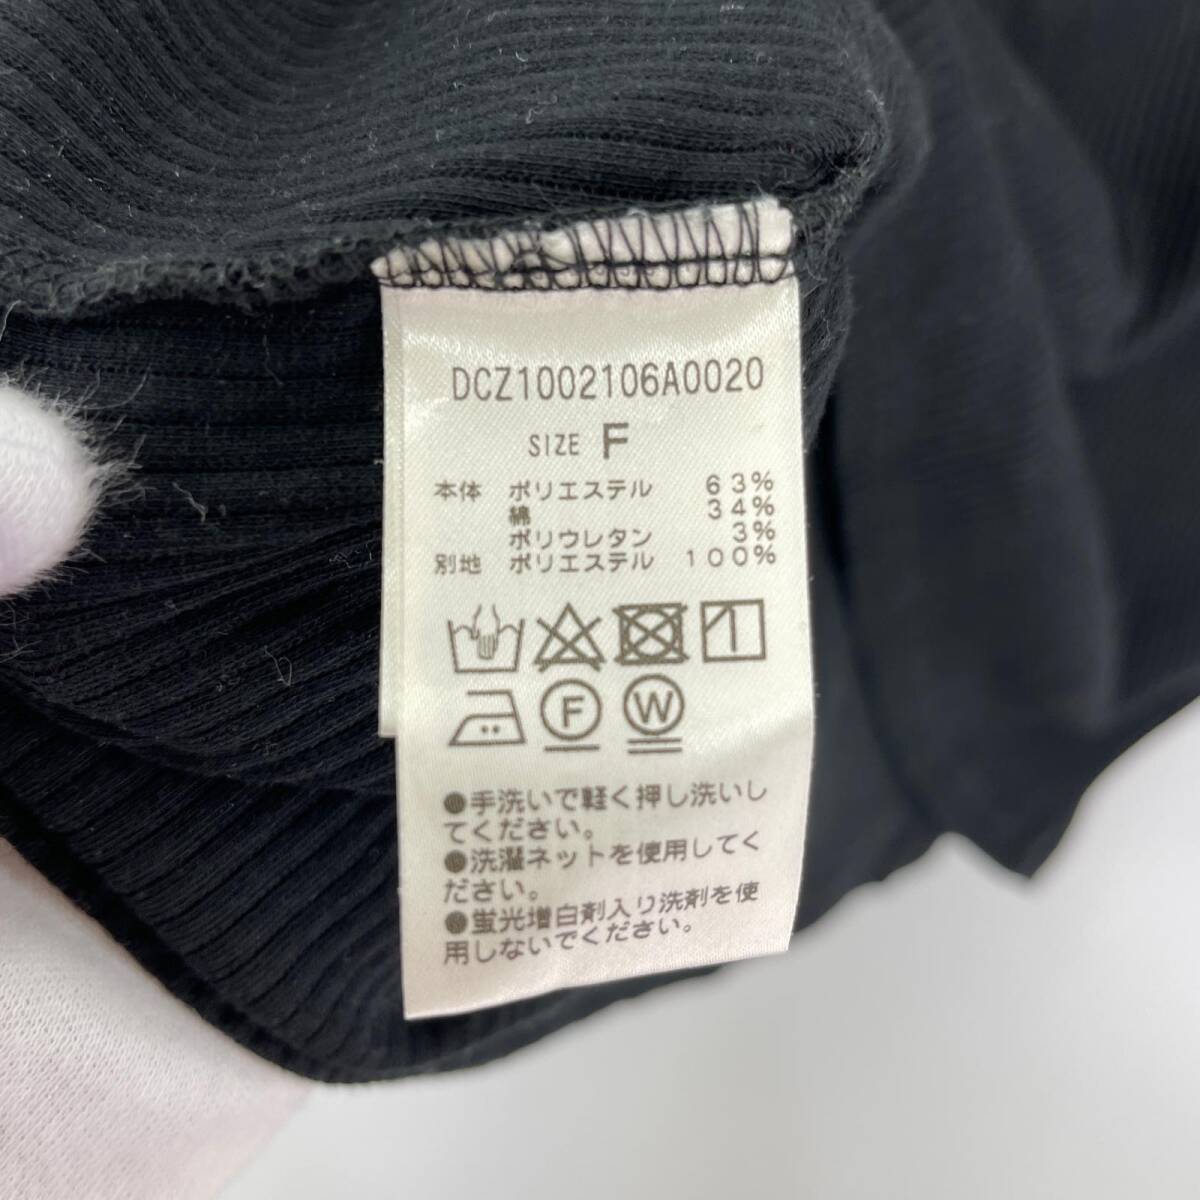 DCZ1002106A0020
SIZE F
本体 ポリエステル 63%
綿 34%
ポリウレタン 3%
別地 ポリエステル 100%
F W
●手洗いで軽く押し洗いし
てください。
●洗濯ネットを使用してく
ださい。
●蛍光増白剤入り洗剤を使
用しないでください。